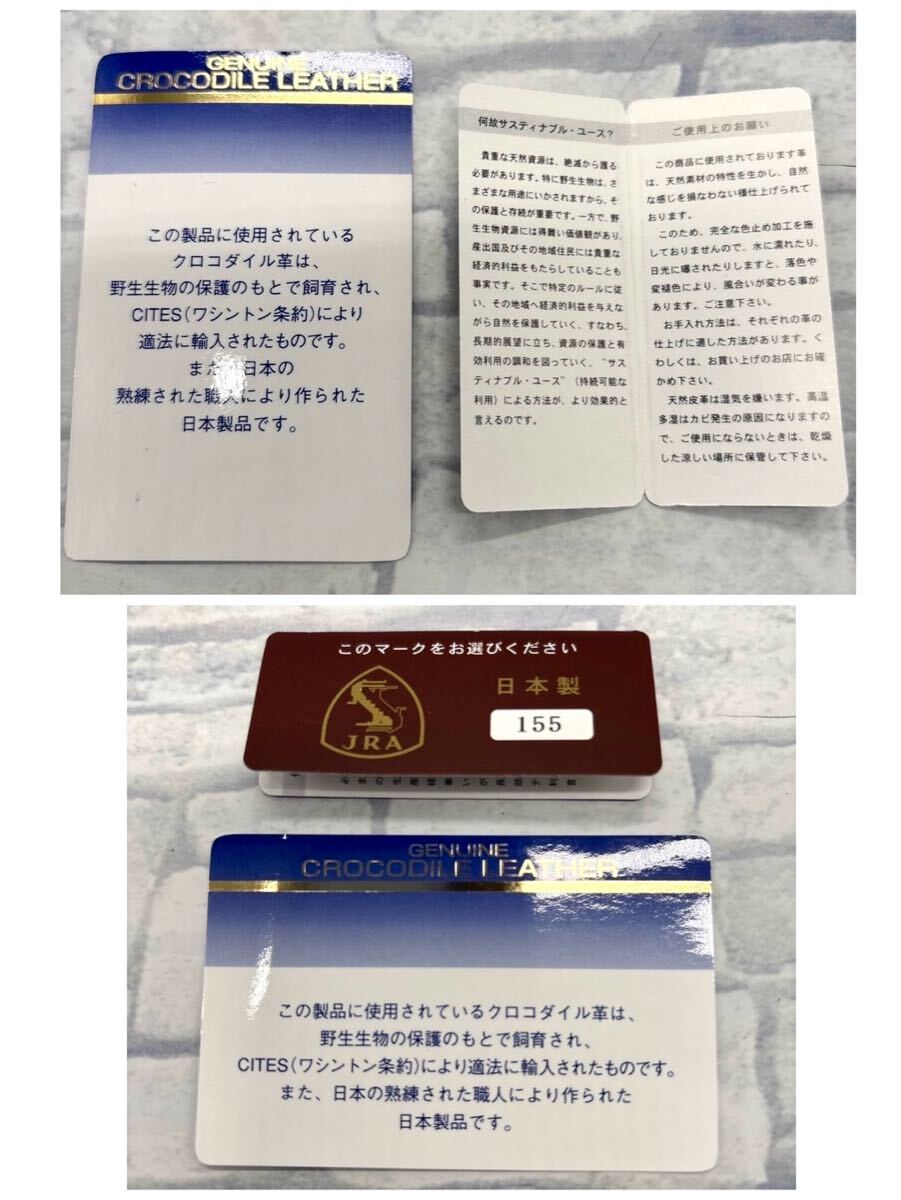 GENUINE
CROCODILE LEATHER
この製品に使用されている
クロコダイル革は、
野生生物の保護のもとで飼育され、
CITES(ワシントン条約)により
適法に輸入されたものです。
また 日本の
熟練された職人により作られた
日本製品です。
何故サスティナブル・ユース?
貴重な天然資源は、絶滅から護る
必要があります。特に野生生物は、さ
まざまな用途にいかされますから、そ
の保護と存続が重要です。一方で、野
生生物資源には得難い価値観があり、
産出国及びその地域住民には貴重な
経済的利益をもたらしていることも
事実です。そこで特定のルールに従
い、その地域へ経済的利益を与えな
がら自然を保護していく、すなわち、
長期的展望に立ち、資源の保護と有
効利用の調和を図っていく、"サス
ティナブル・ユース"(持続可能な
利用)による方法が、より効果的と
言えるのです。
ご使用上のお願い
この商品に使用されております革
は、天然素材の特性を生かし、自然
な感じを損なわない様仕上げられて
おります。
このため、完全な色止め加工を施
しておりませんので、水に濡れたり、
日光に曝されたりしますと、落色や
変褪色により、風合いが変わる事が
あります。ご注意下さい。
お手入れ方法は、それぞれの革の
仕上げに適した方法があります。く
わしくは、お買い上げのお店にお確
かめ下さい。
天然皮革は湿気を嫌います。高温
多湿はカビ発生の原因になりますの
で、ご使用にならないときは、乾燥
した涼しい場所に保管して下さい。
このマークをお選びください
JRA
日本製
155
必 ま の 生 産 経 事 い が 長 効 テ 利 言
GENUINE
CROCODILE LEATHER
この製品に使用されているクロコダイル革は、
野生生物の保護のもとで飼育され、
CITES(ワシントン条約)により適法に輸入されたものです。
また、日本の熟練された職人により作られた
日本製品です。